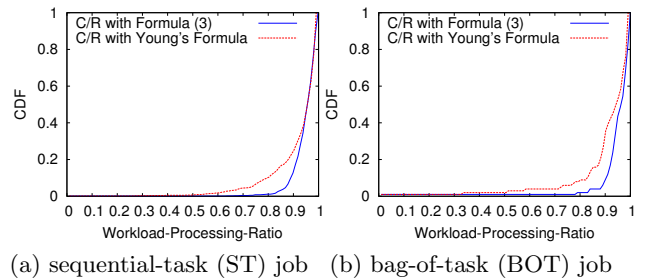 C/R with Formula (3)
C/R with Young's Formula
1
0.8
0.6
0.4
0.2
0
CDF
0 0.1 0.2 0.3 0.4 0.5 0.6 0.7 0.8 0.9 1
Workload-Processing-Ratio
(a) sequential-task (ST) job
C/R with Formula (3)
C/R with Young's Formula
1
0.8
0.6
0.4
0.2
0
CDF
0 0.1 0.2 0.3 0.4 0.5 0.6 0.7 0.8 0.9 1
Workload-Processing-Ratio
(b) bag-of-task (BOT) job